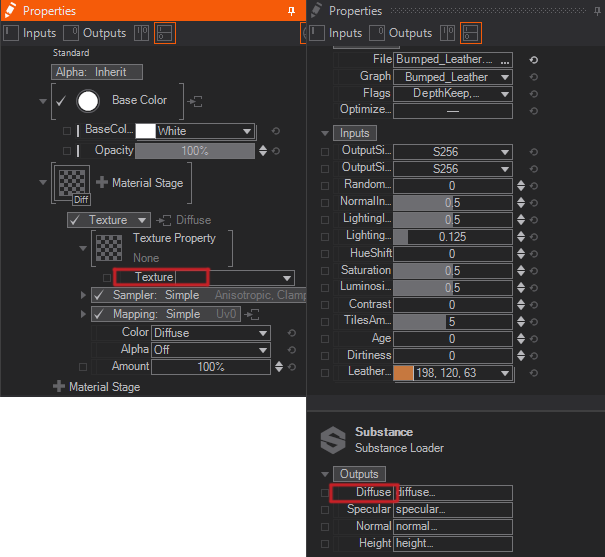 Properties
Inputs Outputs
Standard
Alpha: Inherit
Base Color
BaseCol... White
Opacity 100%
Material Stage
Diff
Texture Diffuse
Texture Property
None
Texture
Sampler: Simple Anisotropic, Clamp
Mapping: Simple Uv0
Color Diffuse
Alpha Off
Amount 100%
Material Stage
Properties
Inputs Outputs
File Bumped_Leather. ...
Graph Bumped_Leather
Flags DepthKeep,...
Optimize... —
Inputs
OutputSi... S256
OutputSi... S256
Random... 0
NormalIn... 0.5
LightingI... 0.5
Lighting... 0.125
HueShift 0
Saturation 0.5
Luminosi... 0.5
Contrast 0
TilesAm... 5
Age 0
Dirtiness 0
Leather... 198, 120, 63
Substance
Substance Loader
Outputs
Diffuse diffuse...
Specular specular...
Normal normal...
Height height...